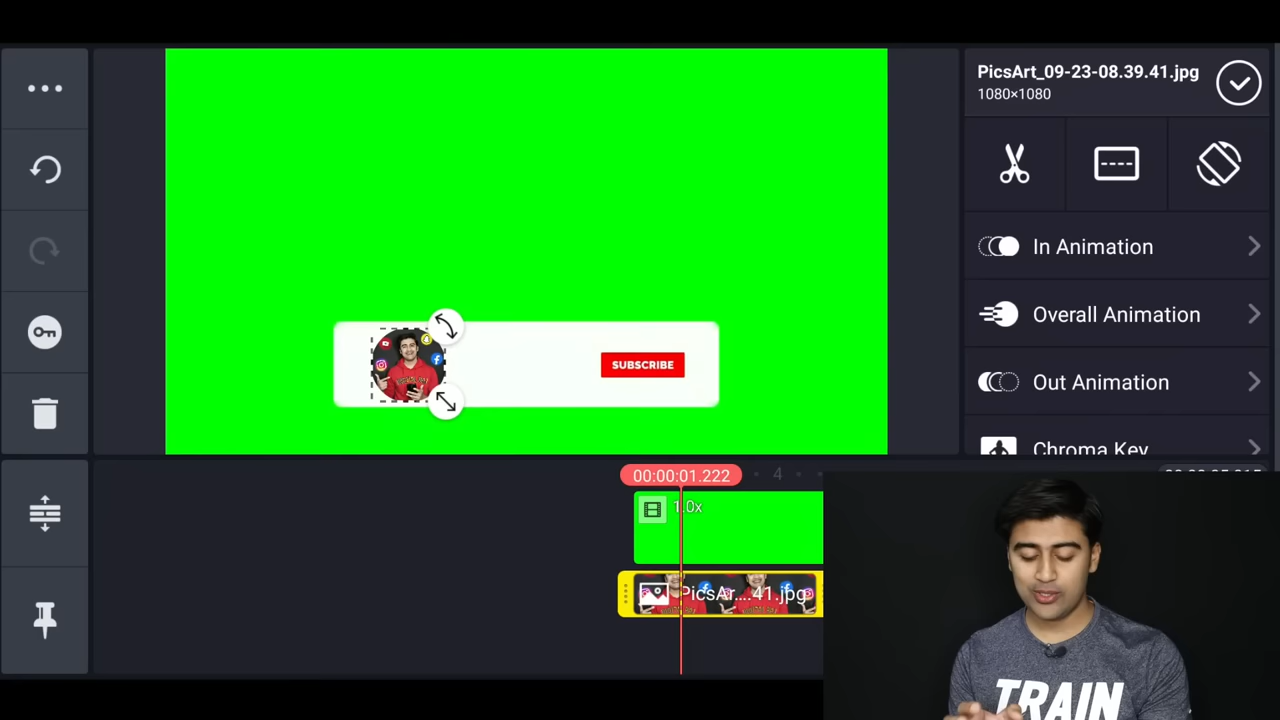 PicsArt_09-23-08.39.41.jpg
1080×1080
In Animation
Overall Animation
Out Animation
Chroma Key
SUBSCRIBE
00:00:01.222
4
1.0x
PicsAr....41.jpg
TRAIN